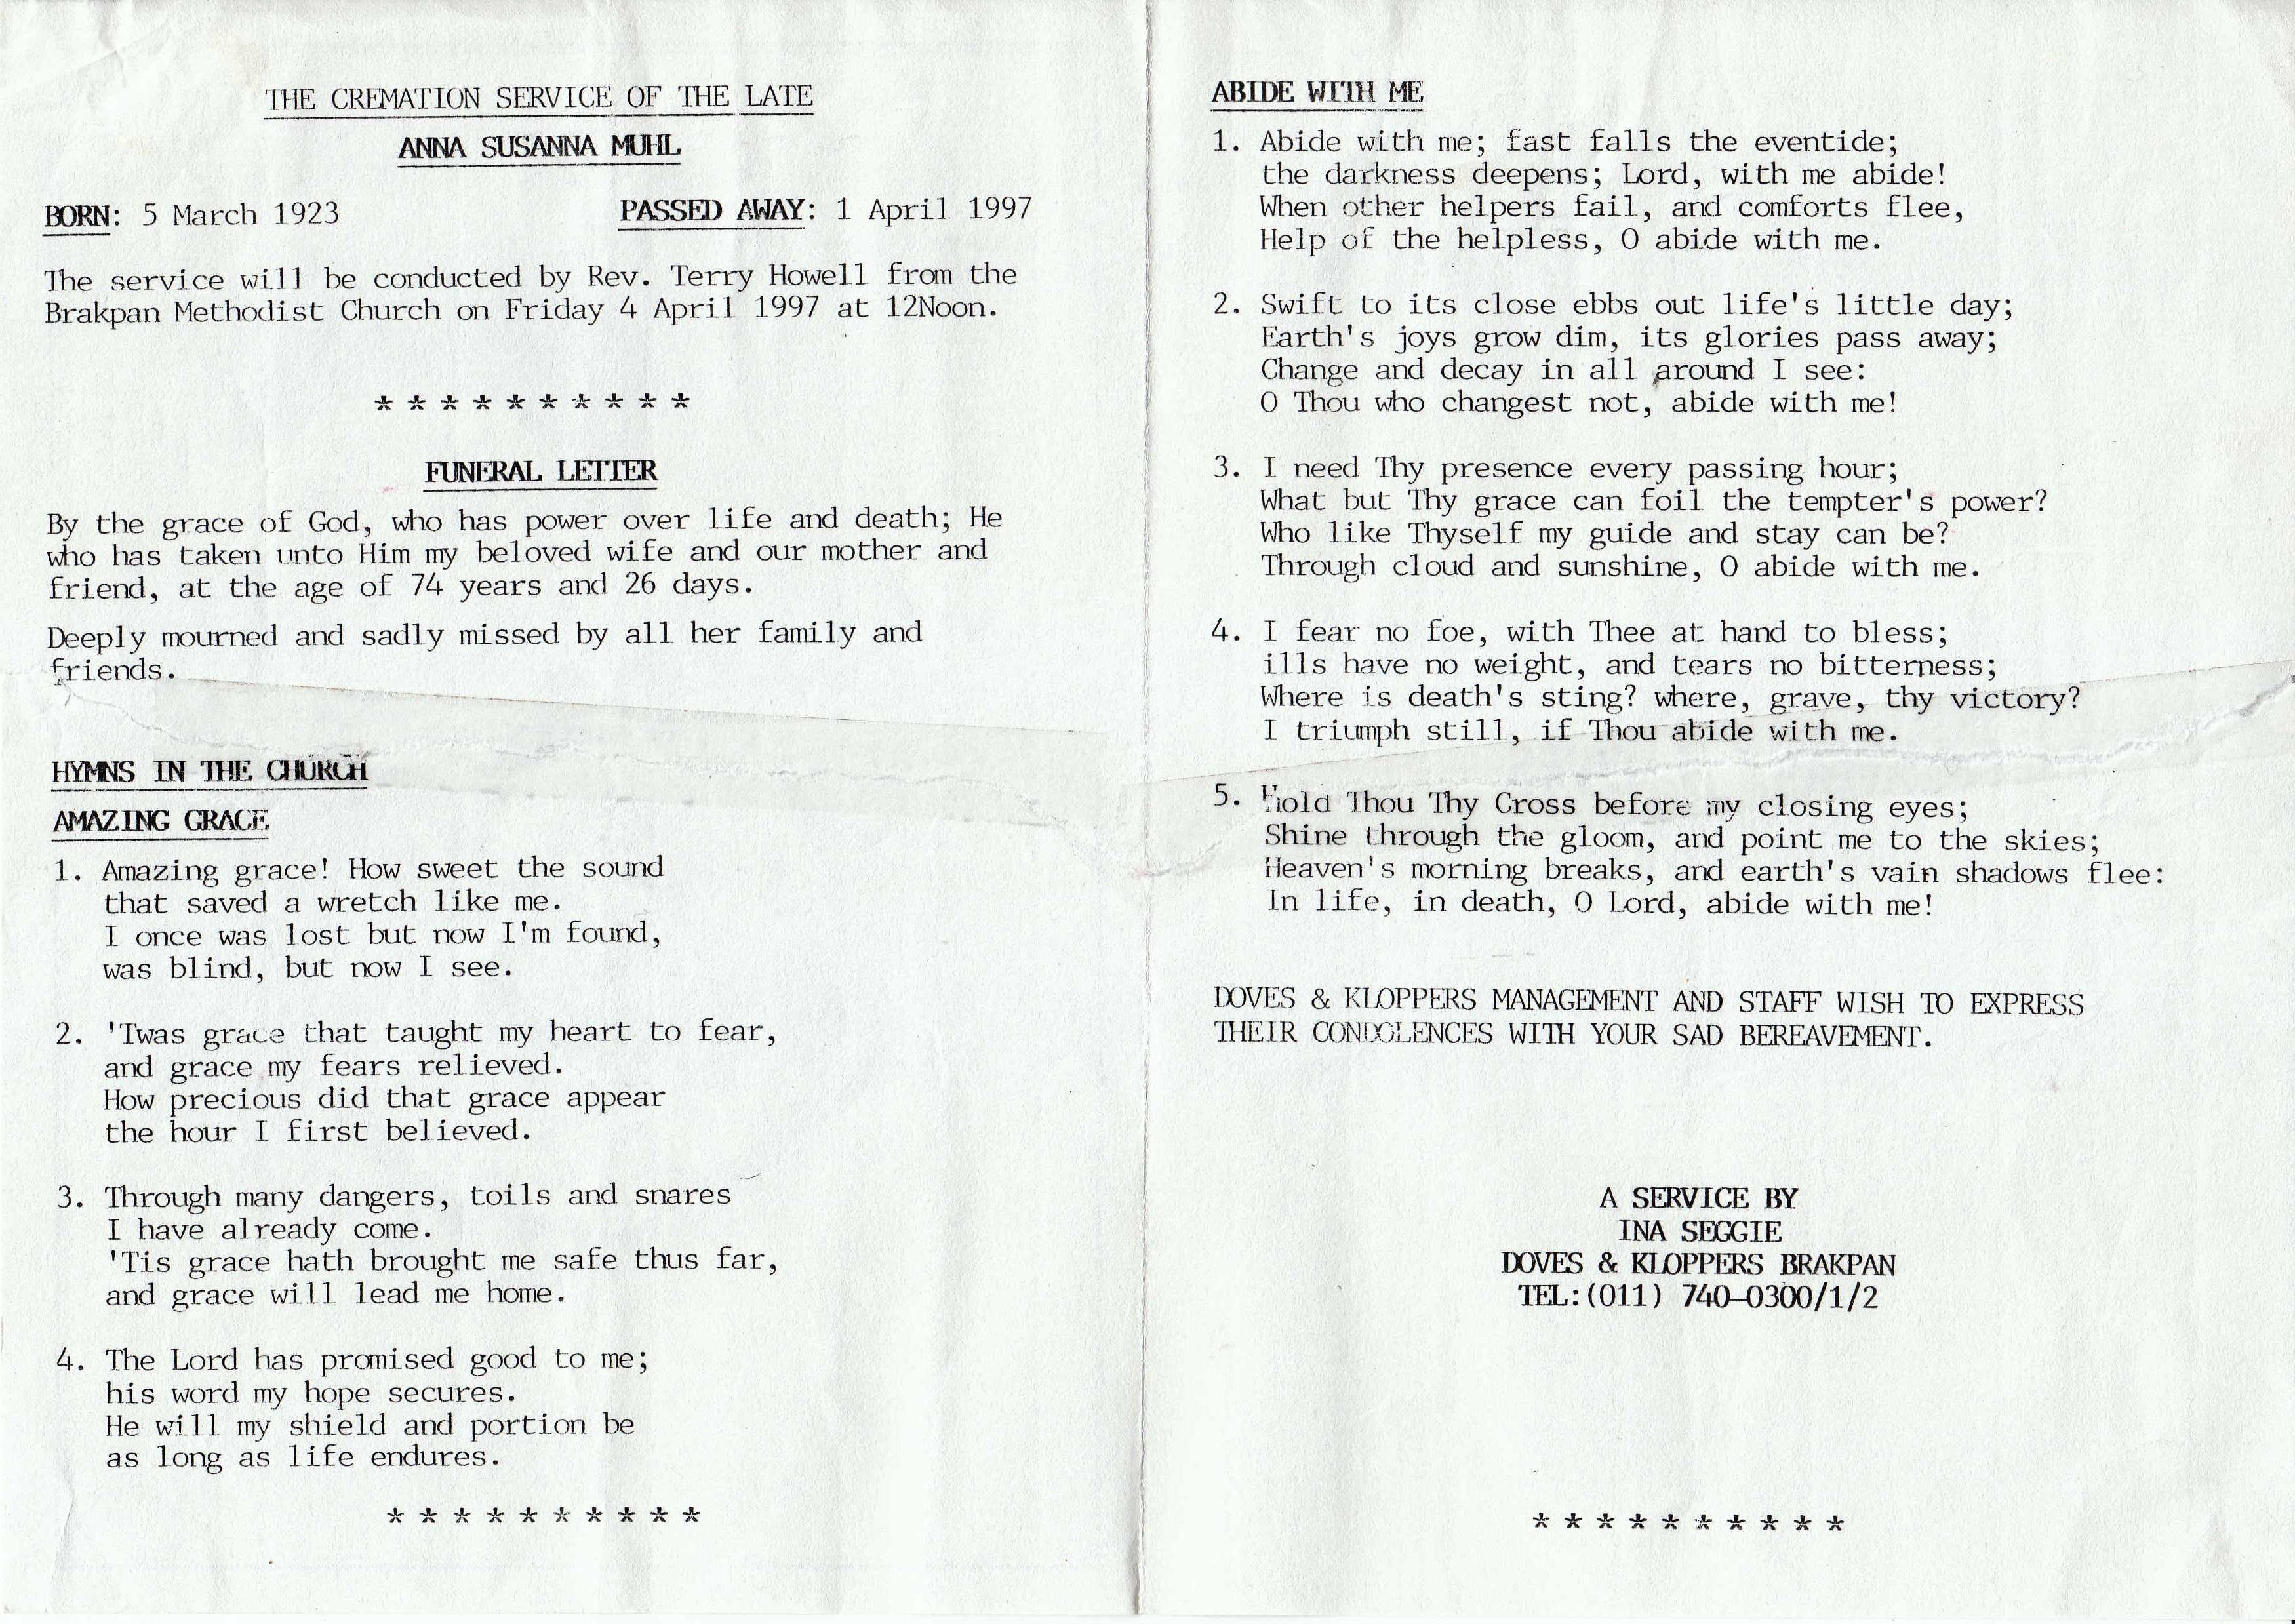 THE CREMATION SERVICE OF THE LATE
ANNA SUSANNA MUHL
BORN: 5 March 1923 PASSED AWAY: 1 April 1997
The service will be conducted by Rev. Terry Howell from the
Brakpan Methodist Church on Friday 4 April 1997 at 12Noon.
* * * * * * * * * *
FUNERAL LETTER
By the grace of God, who has power over life and death; He
who has taken unto Him my beloved wife and our mother and
friend, at the age of 74 years and 26 days.
Deeply mourned and sadly missed by all her family and
friends.
HYMNS IN THE CHURCH
AMAZING GRACE
1. Amazing grace! How sweet the sound
that saved a wretch like me.
I once was lost but now I'm found,
was blind, but now I see.
2. 'Twas grace that taught my heart to fear,
and grace my fears relieved.
How precious did that grace appear
the hour I first believed.
3. Through many dangers, toils and snares
I have already come.
'Tis grace hath brought me safe thus far,
and grace will lead me home.
4. The Lord has promised good to me;
his word my hope secures.
He will my shield and portion be
as long as life endures.
* * * * * * * * * *
ABIDE WITH ME
1. Abide with me; fast falls the eventide;
the darkness deepens; Lord, with me abide!
When other helpers fail, and comforts flee,
Help of the helpless, O abide with me.
2. Swift to its close ebbs out life's little day;
Earth's joys grow dim, its glories pass away;
Change and decay in all around I see:
O Thou who changest not, abide with me!
3. I need Thy presence every passing hour;
What but Thy grace can foil the tempter's power?
Who like Thyself my guide and stay can be?
Through cloud and sunshine, O abide with me.
4. I fear no foe, with Thee at hand to bless;
ills have no weight, and tears no bitterness;
Where is death's sting? where, grave, thy victory?
I triumph still, if Thou abide with me.
5. Hold Thou Thy Cross before my closing eyes;
Shine through the gloom, and point me to the skies;
Heaven's morning breaks, and earth's vain shadows flee:
In life, in death, O Lord, abide with me!
DOVES & KLOPPERS MANAGEMENT AND STAFF WISH TO EXPRESS
THEIR CONDOLENCES WITH YOUR SAD BEREAVEMENT.
A SERVICE BY
INA SEGGIE
DOVES & KLOPPERS BRAKPAN
TEL:(011) 740-0300/1/2
* * * * * * * * * *